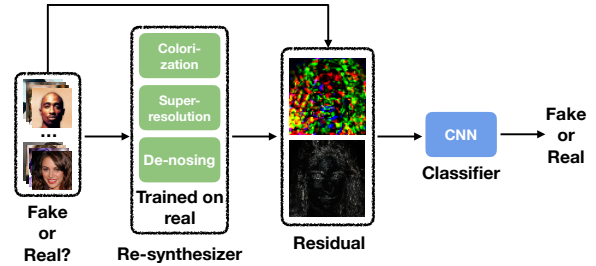 Colori-
zation
Super-
resolution
De-nosing
Trained on
real
...
Fake
or
Real?
Re-synthesizer
Residual
CNN
Classifier
Fake
or
Real